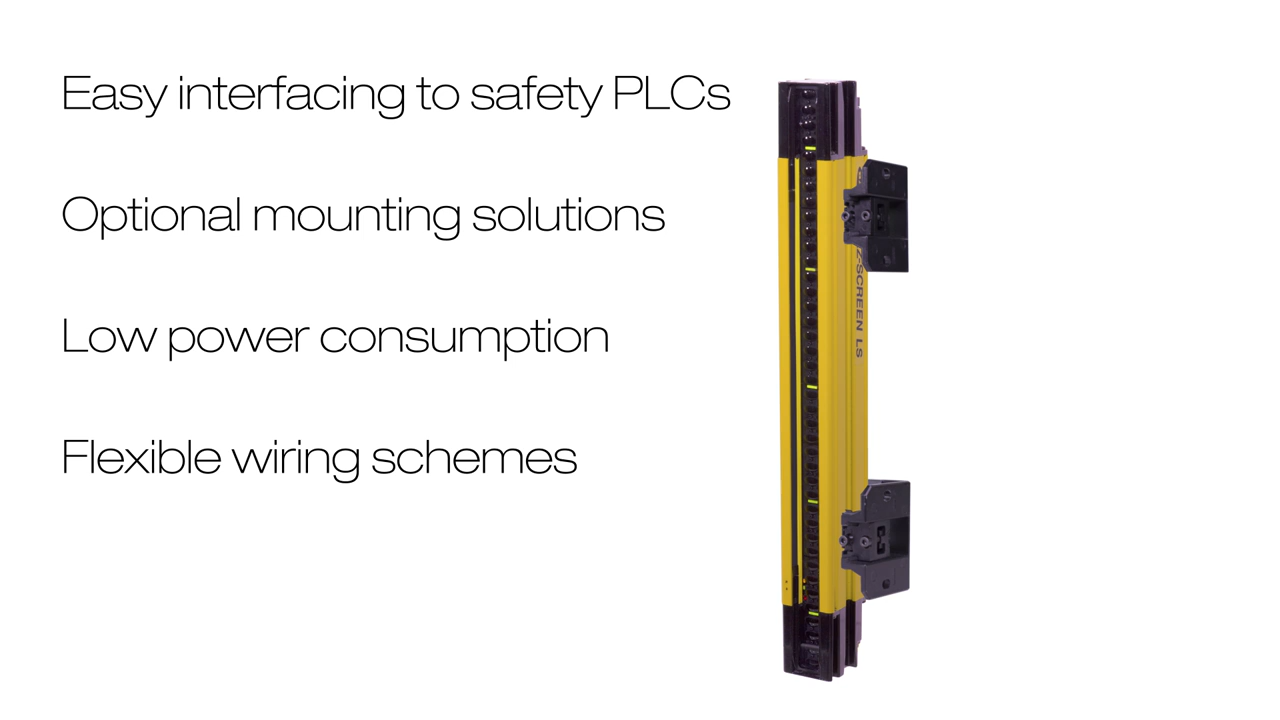 Easy interfacing to safety PLCs
Optional mounting solutions
Low power consumption
Flexible wiring schemes
Z-SCREEN LS